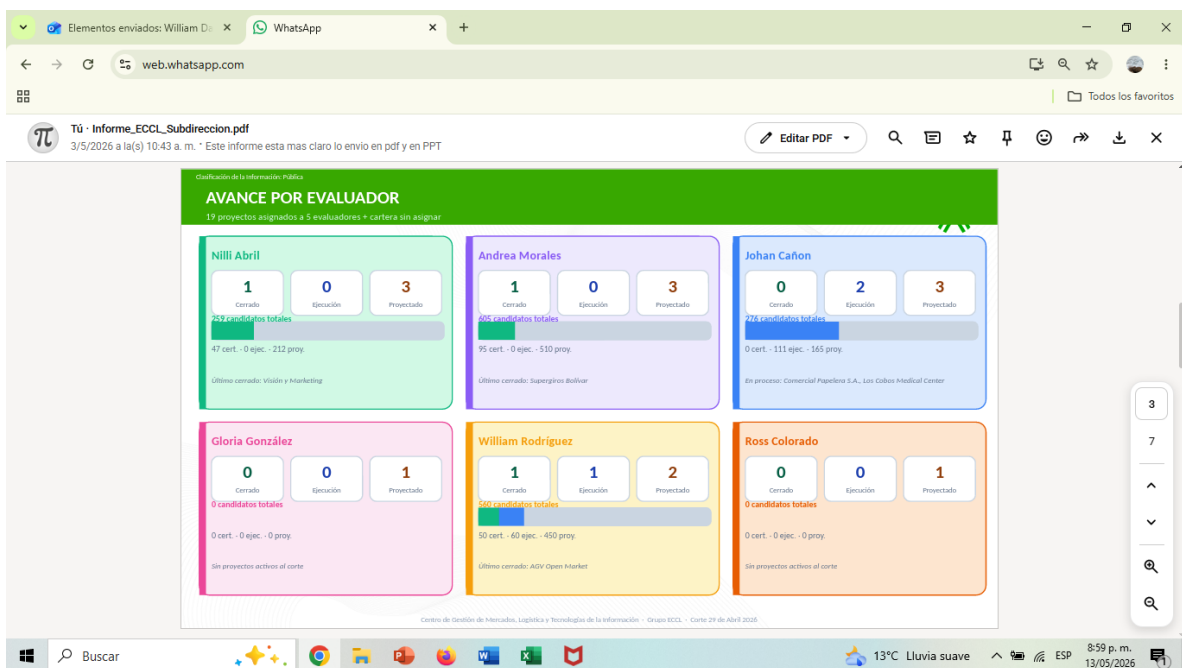 Elementos enviados: William Da
WhatsApp
web.whatsapp.com
Todos los favoritos
Tú · Informe_ECCL_Subdireccion.pdf
3/5/2026 a la(s) 10:43 a. m. · Este informe esta mas claro lo envio en pdf y en PPT
Editar PDF
Clasificación de la Información: Pública
AVANCE POR EVALUADOR
19 proyectos asignados a 5 evaluadores + cartera sin asignar
Nilli Abril
1 0 3
Cerrado Ejecución Proyectado
259 candidatos totales
47 cert. · 0 ejec. · 212 proy.
Último cerrado: Visión y Marketing
Andrea Morales
1 0 3
Cerrado Ejecución Proyectado
605 candidatos totales
95 cert. · 0 ejec. · 510 proy.
Último cerrado: Supergiros Bolívar
Johan Cañon
0 2 3
Cerrado Ejecución Proyectado
276 candidatos totales
0 cert. · 111 ejec. · 165 proy.
En proceso: Comercial Papelero S.A., Los Cobos Medical Center
Gloria González
0 0 1
Cerrado Ejecución Proyectado
0 candidatos totales
0 cert. · 0 ejec. · 0 proy.
Sin proyectos activos al corte
William Rodríguez
1 1 2
Cerrado Ejecución Proyectado
560 candidatos totales
50 cert. · 60 ejec. · 450 proy.
Último cerrado: AGV Open Market
Ross Colorado
0 0 1
Cerrado Ejecución Proyectado
0 candidatos totales
0 cert. · 0 ejec. · 0 proy.
Sin proyectos activos al corte
Centro de Gestión de Mercados, Logística y Tecnologías de la Información · Grupo ECCL · Corte 29 de Abril 2026
3
7
Buscar
13°C Lluvia suave
ESP
8:59 p. m.
13/05/2026